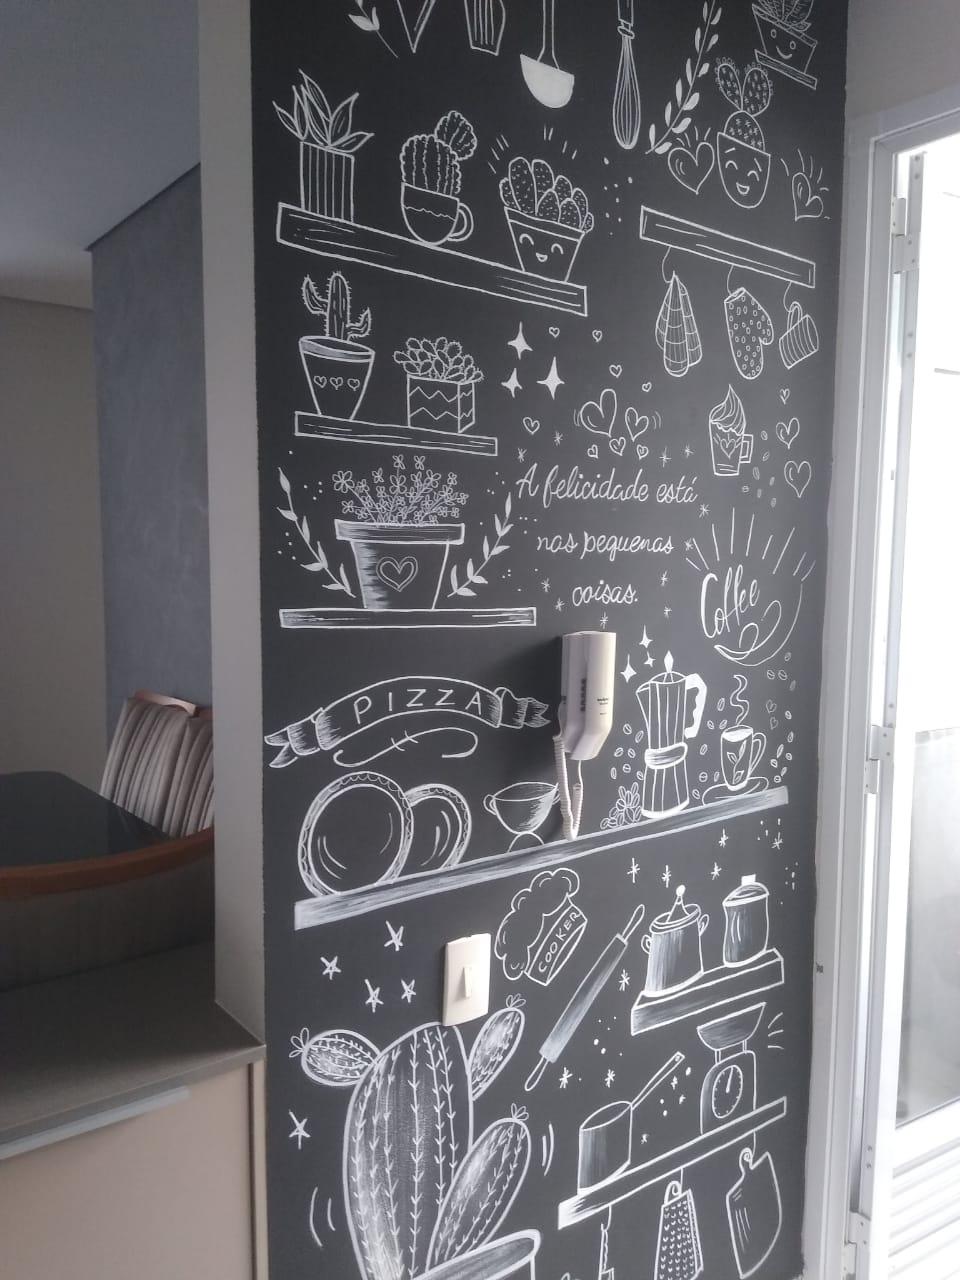 A felicidade está
nas pequenas
coisas.
Coffee
PIZZA
COOKER